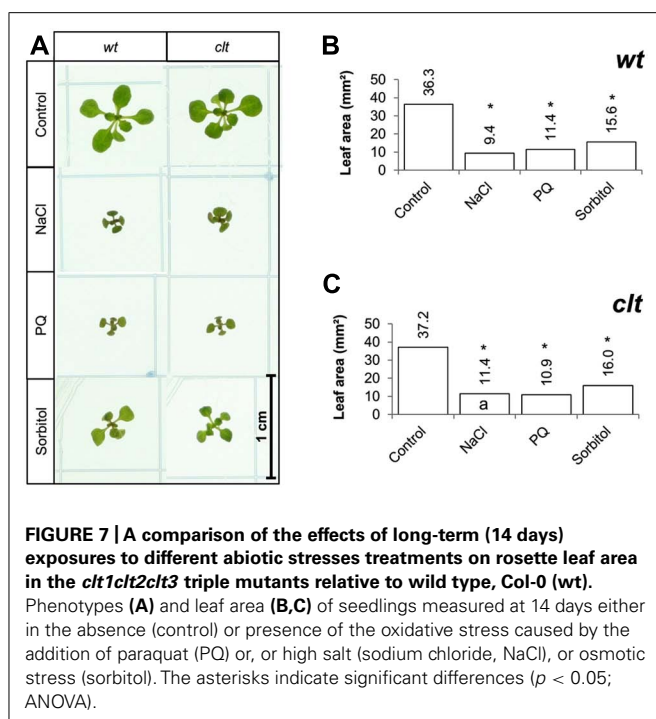 A
wt clt
Control
NaCl
PQ
Sorbitol
1 cm
B
wt
Leaf area (mm²)
50
40
30
20
10
0
36.3
9.4 *
11.4 *
15.6 *
Control
NaCl
PQ
Sorbitol
C
clt
Leaf area (mm²)
50
40
30
20
10
0
37.2
11.4 *
10.9 *
16.0 *
a
Control
NaCl
PQ
Sorbitol
FIGURE 7 | A comparison of the effects of long-term (14 days)
exposures to different abiotic stresses treatments on rosette leaf area
in the clt1clt2clt3 triple mutants relative to wild type, Col-0 (wt).
Phenotypes (A) and leaf area (B,C) of seedlings measured at 14 days either
in the absence (control) or presence of the oxidative stress caused by the
addition of paraquat (PQ) or, or high salt (sodium chloride, NaCl), or osmotic
stress (sorbitol). The asterisks indicate significant differences (p < 0.05;
ANOVA).